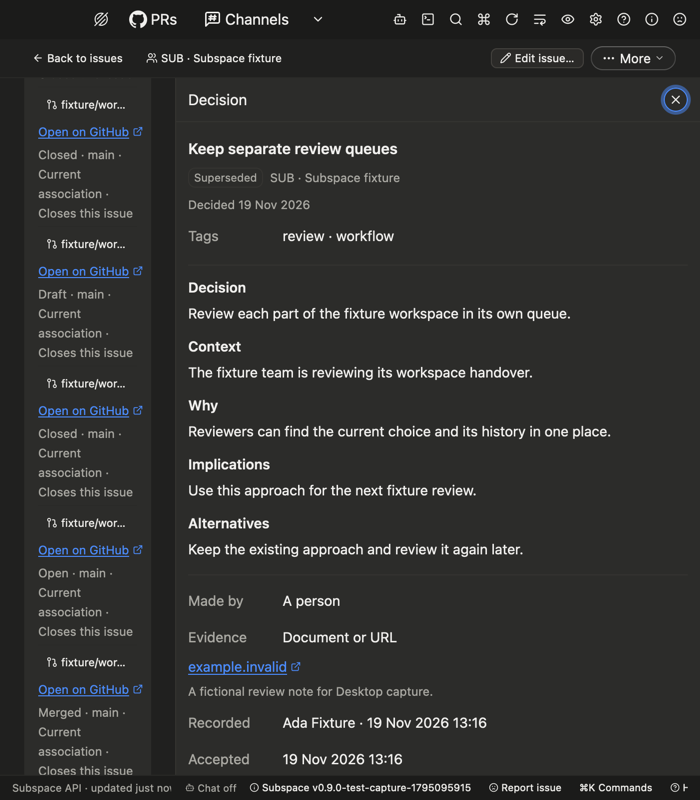 PRs
Channels
Back to issues
SUB · Subspace fixture
Edit issue...
More
fixture/wor...
Open on GitHub
Closed · main ·
Current
association ·
Closes this issue
fixture/wor...
Open on GitHub
Draft · main ·
Current
association ·
Closes this issue
fixture/wor...
Open on GitHub
Closed · main ·
Current
association ·
Closes this issue
fixture/wor...
Open on GitHub
Open · main ·
Current
association ·
Closes this issue
fixture/wor...
Open on GitHub
Merged · main ·
Current
association ·
Closes this issue
Decision
Keep separate review queues
Superseded SUB · Subspace fixture
Decided 19 Nov 2026
Tags review · workflow
Decision
Review each part of the fixture workspace in its own queue.
Context
The fixture team is reviewing its workspace handover.
Why
Reviewers can find the current choice and its history in one place.
Implications
Use this approach for the next fixture review.
Alternatives
Keep the existing approach and review it again later.
Made by A person
Evidence Document or URL
example.invalid
A fictional review note for Desktop capture.
Recorded Ada Fixture · 19 Nov 2026 13:16
Accepted 19 Nov 2026 13:16
Subspace API · updated just now
Chat off
Subspace v0.9.0-test-capture-1795095915
Report issue
⌘K Commands